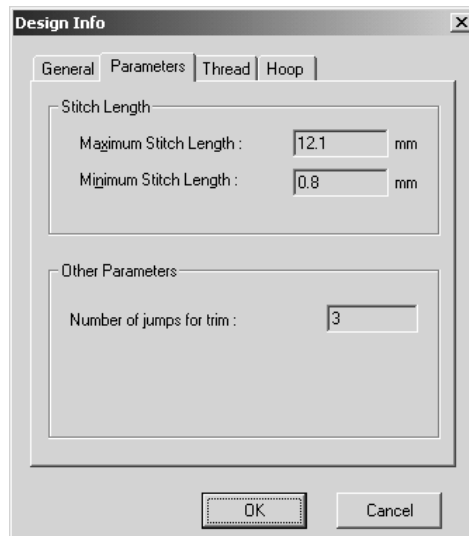 Design Info
General Parameters Thread Hoop
Stitch Length
Maximum Stitch Length : 12.1 mm
Minimum Stitch Length : 0.8 mm
Other Parameters
Number of jumps for trim : 3
OK Cancel